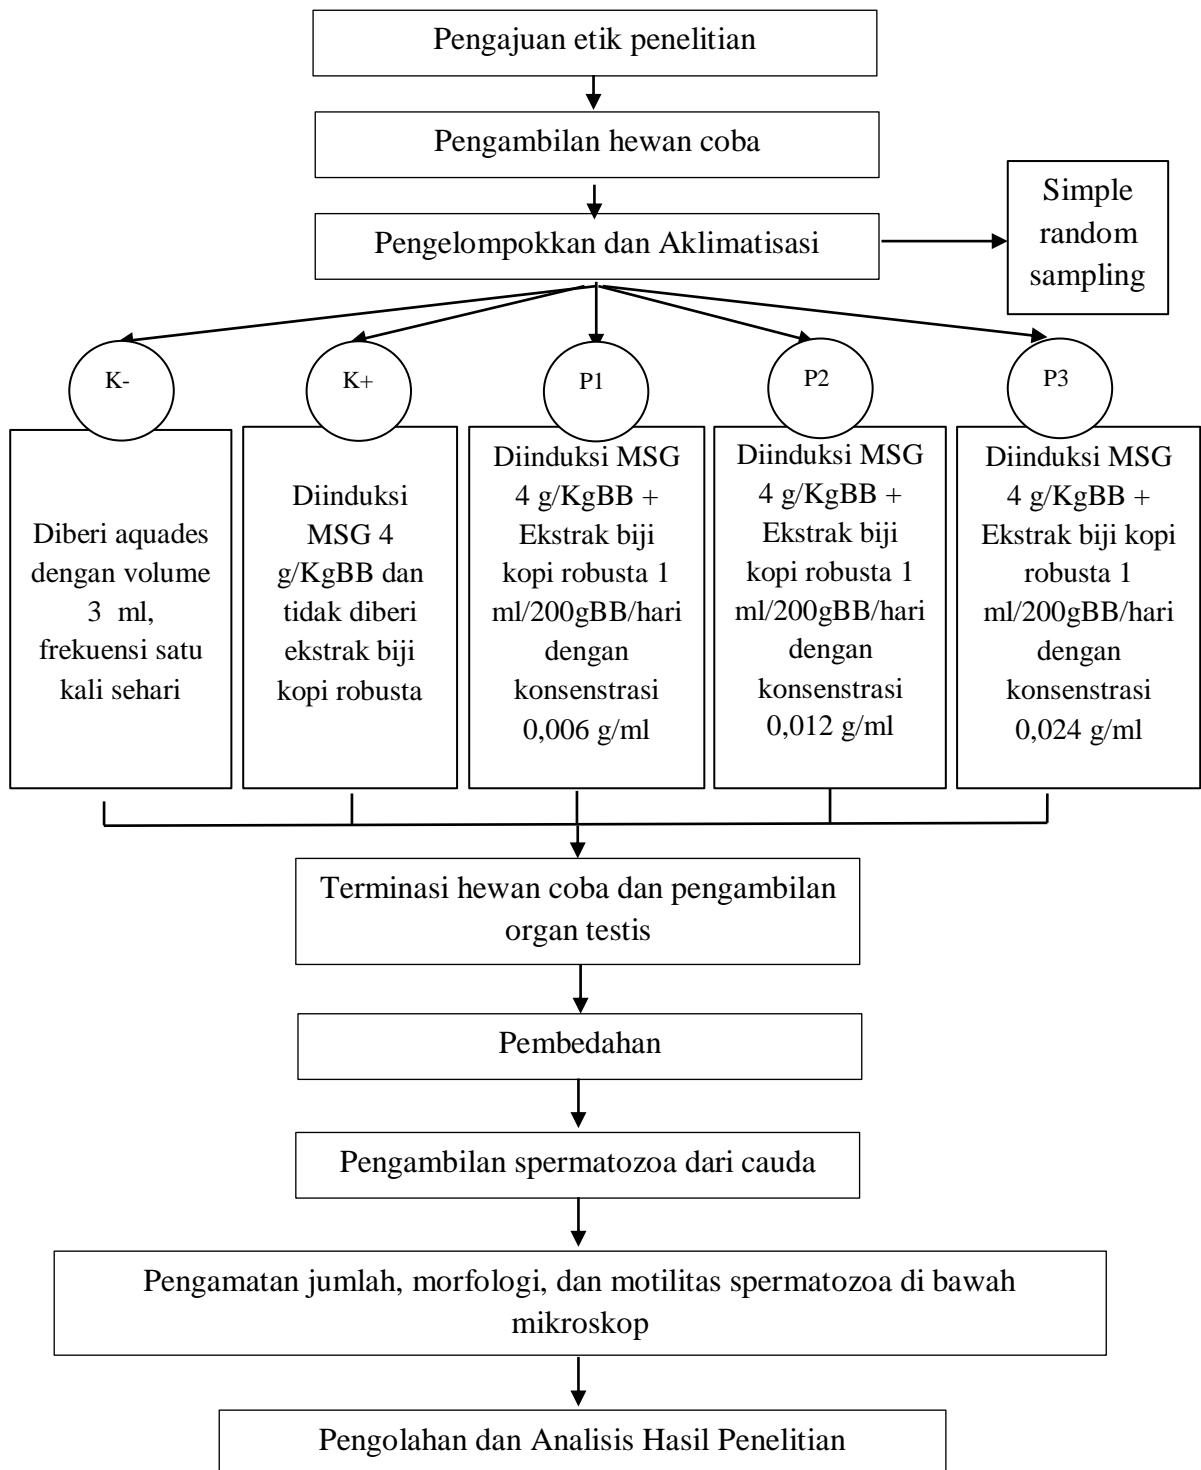 Pengajuan etik penelitian
Pengambilan hewan coba
Pengelompokkan dan Aklimatisasi
Simple
random
sampling
K-
K+
P1
P2
P3
Diberi aquades
dengan volume
3 ml,
frekuensi satu
kali sehari
Diinduksi
MSG 4
g/KgBB dan
tidak diberi
ekstrak biji
kopi robusta
Diinduksi MSG
4 g/KgBB +
Ekstrak biji
kopi robusta 1
ml/200gBB/hari
dengan
konsenstrasi
0,006 g/ml
Diinduksi MSG
4 g/KgBB +
Ekstrak biji
kopi robusta 1
ml/200gBB/hari
dengan
konsenstrasi
0,012 g/ml
Diinduksi MSG
4 g/KgBB +
Ekstrak biji kopi
robusta 1
ml/200gBB/hari
dengan
konsenstrasi
0,024 g/ml
Terminasi hewan coba dan pengambilan
organ testis
Pembedahan
Pengambilan spermatozoa dari cauda
Pengamatan jumlah, morfologi, dan motilitas spermatozoa di bawah
mikroskop
Pengolahan dan Analisis Hasil Penelitian